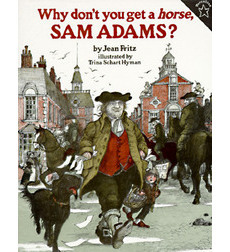 Why don't you get a horse,
SAM ADAMS?
by Jean Fritz
illustrated by
Trina Schart Hyman